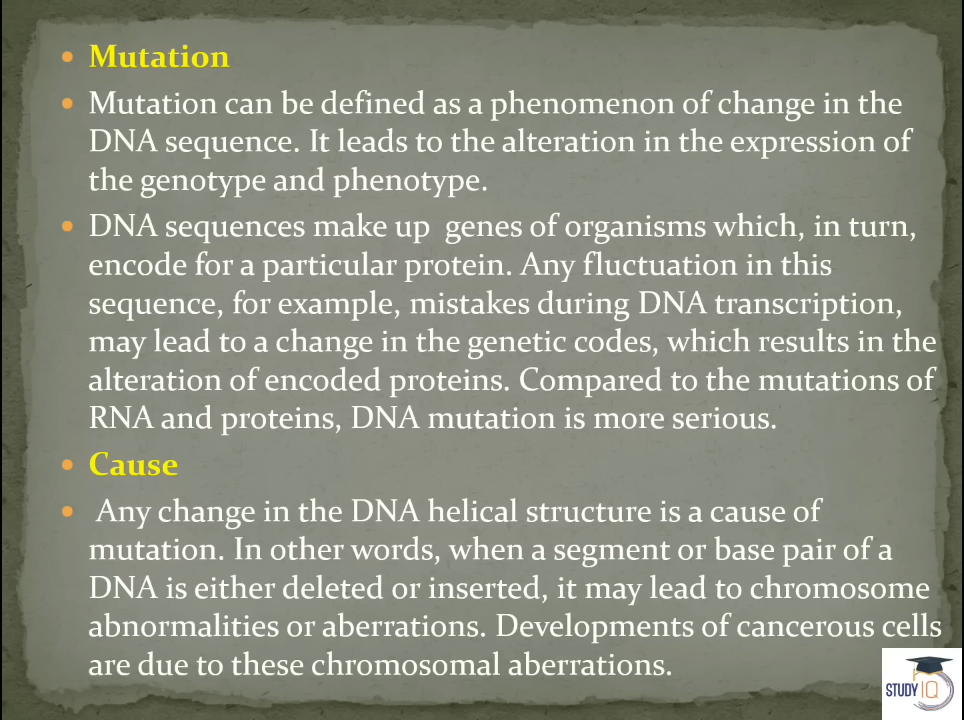 Mutation
Mutation can be defined as a phenomenon of change in the
DNA sequence. It leads to the alteration in the expression of
the genotype and phenotype.
DNA sequences make up genes of organisms which, in turn,
encode for a particular protein. Any fluctuation in this
sequence, for example, mistakes during DNA transcription,
may lead to a change in the genetic codes, which results in the
alteration of encoded proteins. Compared to the mutations of
RNA and proteins, DNA mutation is more serious.
Cause
Any change in the DNA helical structure is a cause of
mutation. In other words, when a segment or base pair of a
DNA is either deleted or inserted, it may lead to chromosome
abnormalities or aberrations. Developments of cancerous cells
are due to these chromosomal aberrations.
STUDY IQ